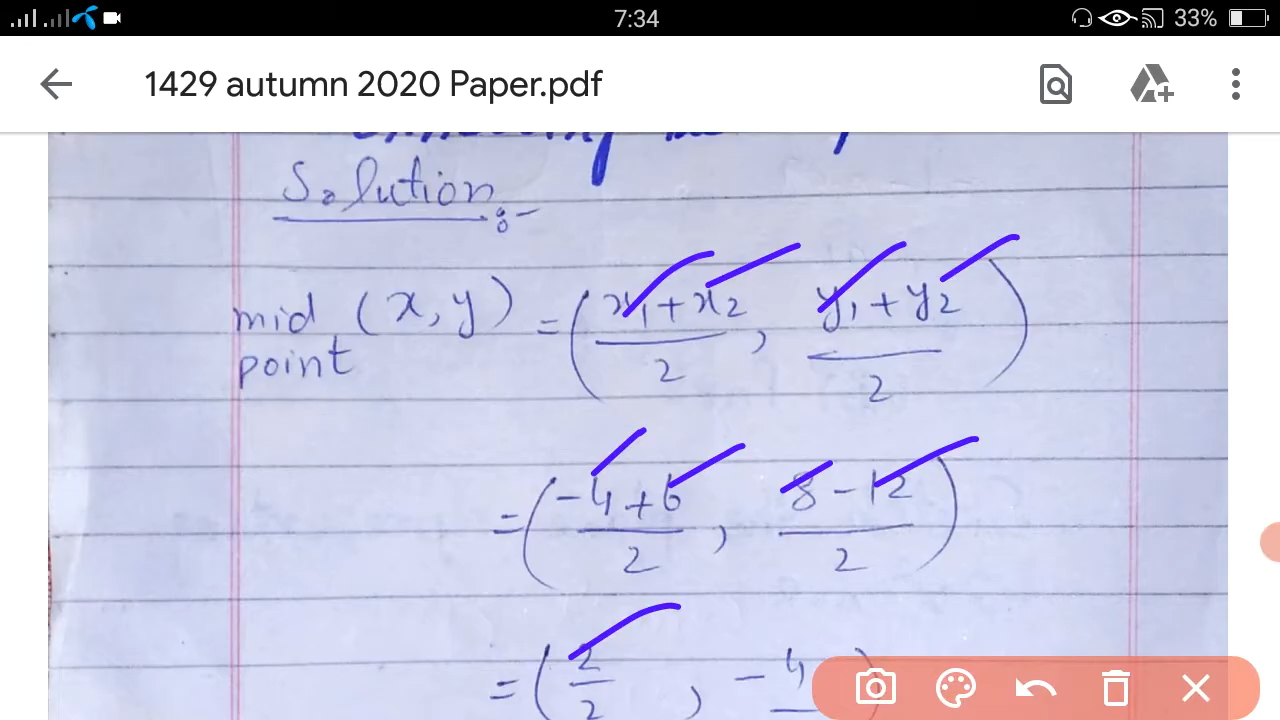 7:34
33%
1429 autumn 2020 Paper.pdf
Solution:-
mid point (x, y) = ( x₁ + x₂ / 2 , y₁ + y₂ / 2 )
= ( -4 + 6 / 2 , 8 - 12 / 2 )
= ( 2 / 2 , -4